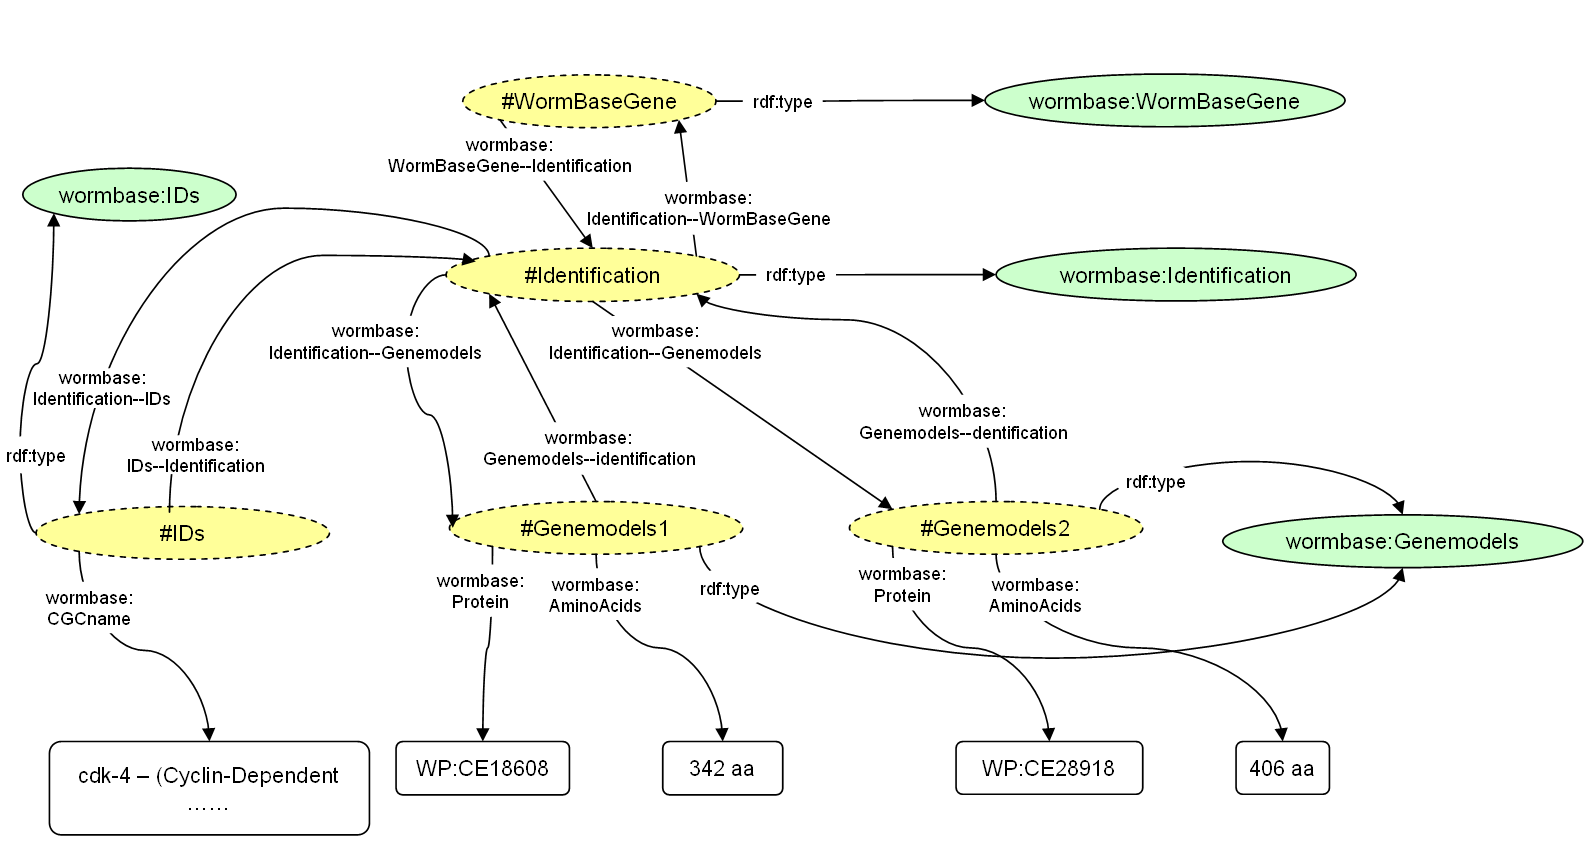 #WormBaseGene
rdf:type
wormbase:WormBaseGene
wormbase:
WormBaseGene--Identification
wormbase:IDs
wormbase:
Identification--WormBaseGene
#Identification
rdf:type
wormbase:Identification
wormbase:
Identification--Genemodels
wormbase:
Identification--Genemodels
wormbase:
Identification--IDs
wormbase:
Genemodels--dentification
rdf:type
wormbase:
IDs--Identification
wormbase:
Genemodels--identification
rdf:type
#IDs
#Genemodels1
#Genemodels2
wormbase:Genemodels
wormbase:
CGCname
wormbase:
Protein
wormbase:
AminoAcids
rdf:type
wormbase:
Protein
wormbase:
AminoAcids
cdk-4 – (Cyclin-Dependent
……
WP:CE18608
342 aa
WP:CE28918
406 aa